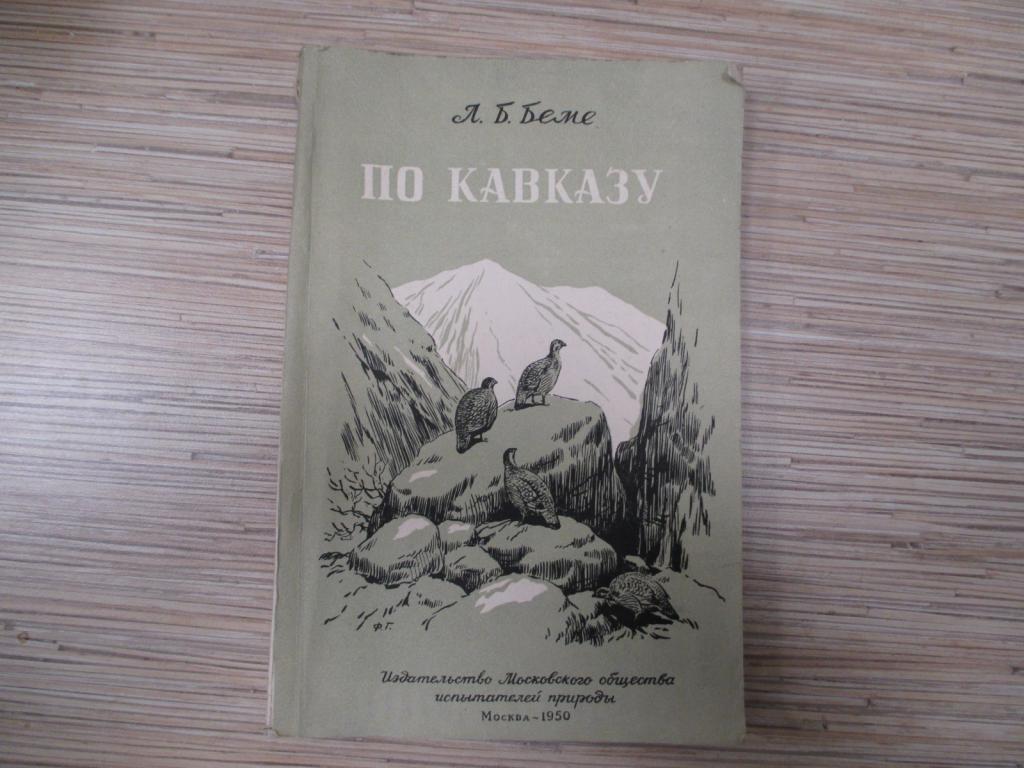 Л. Б. Беме
ПО КАВКАЗУ
Ф.Г.
Издательство Московского общества
испытателей природы
Москва ~ 1950